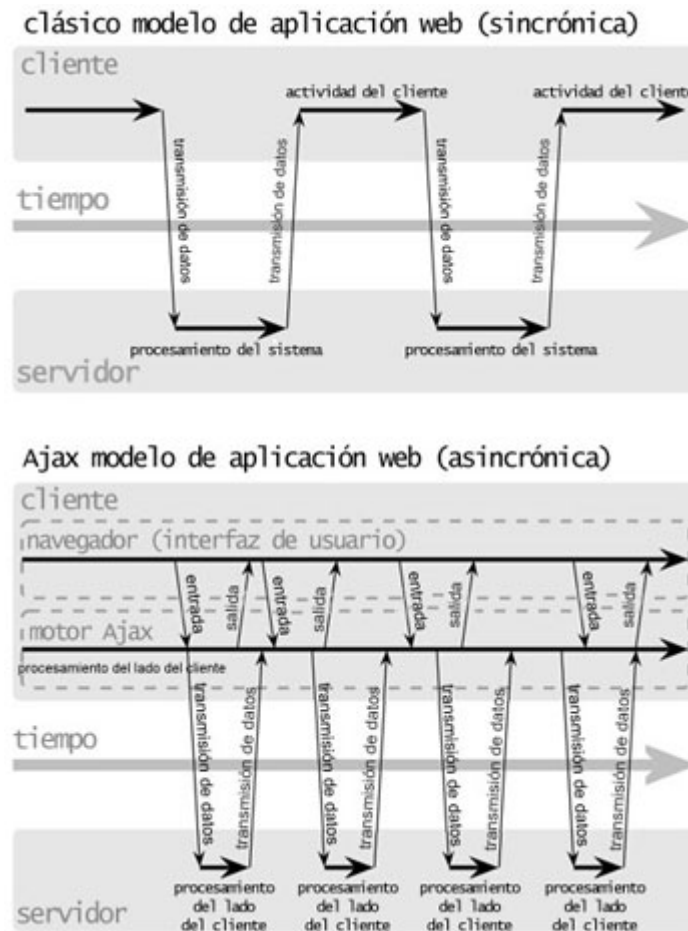 clásico modelo de aplicación web (sincrónica)
cliente
actividad del cliente
actividad del cliente
transmisión de datos
transmisión de datos
transmisión de datos
transmisión de datos
tiempo
procesamiento del sistema
procesamiento del sistema
servidor
Ajax modelo de aplicación web (asincrónica)
cliente
navegador (interfaz de usuario)
entrada
salida
entrada
salida
entrada
salida
entrada
salida
motor Ajax
procesamiento del lado del cliente
transmisión de datos
transmisión de datos
transmisión de datos
transmisión de datos
transmisión de datos
transmisión de datos
transmisión de datos
transmisión de datos
tiempo
procesamiento
del lado
del cliente
procesamiento
del lado
del cliente
procesamiento
del lado
del cliente
procesamiento
del lado
del cliente
servidor